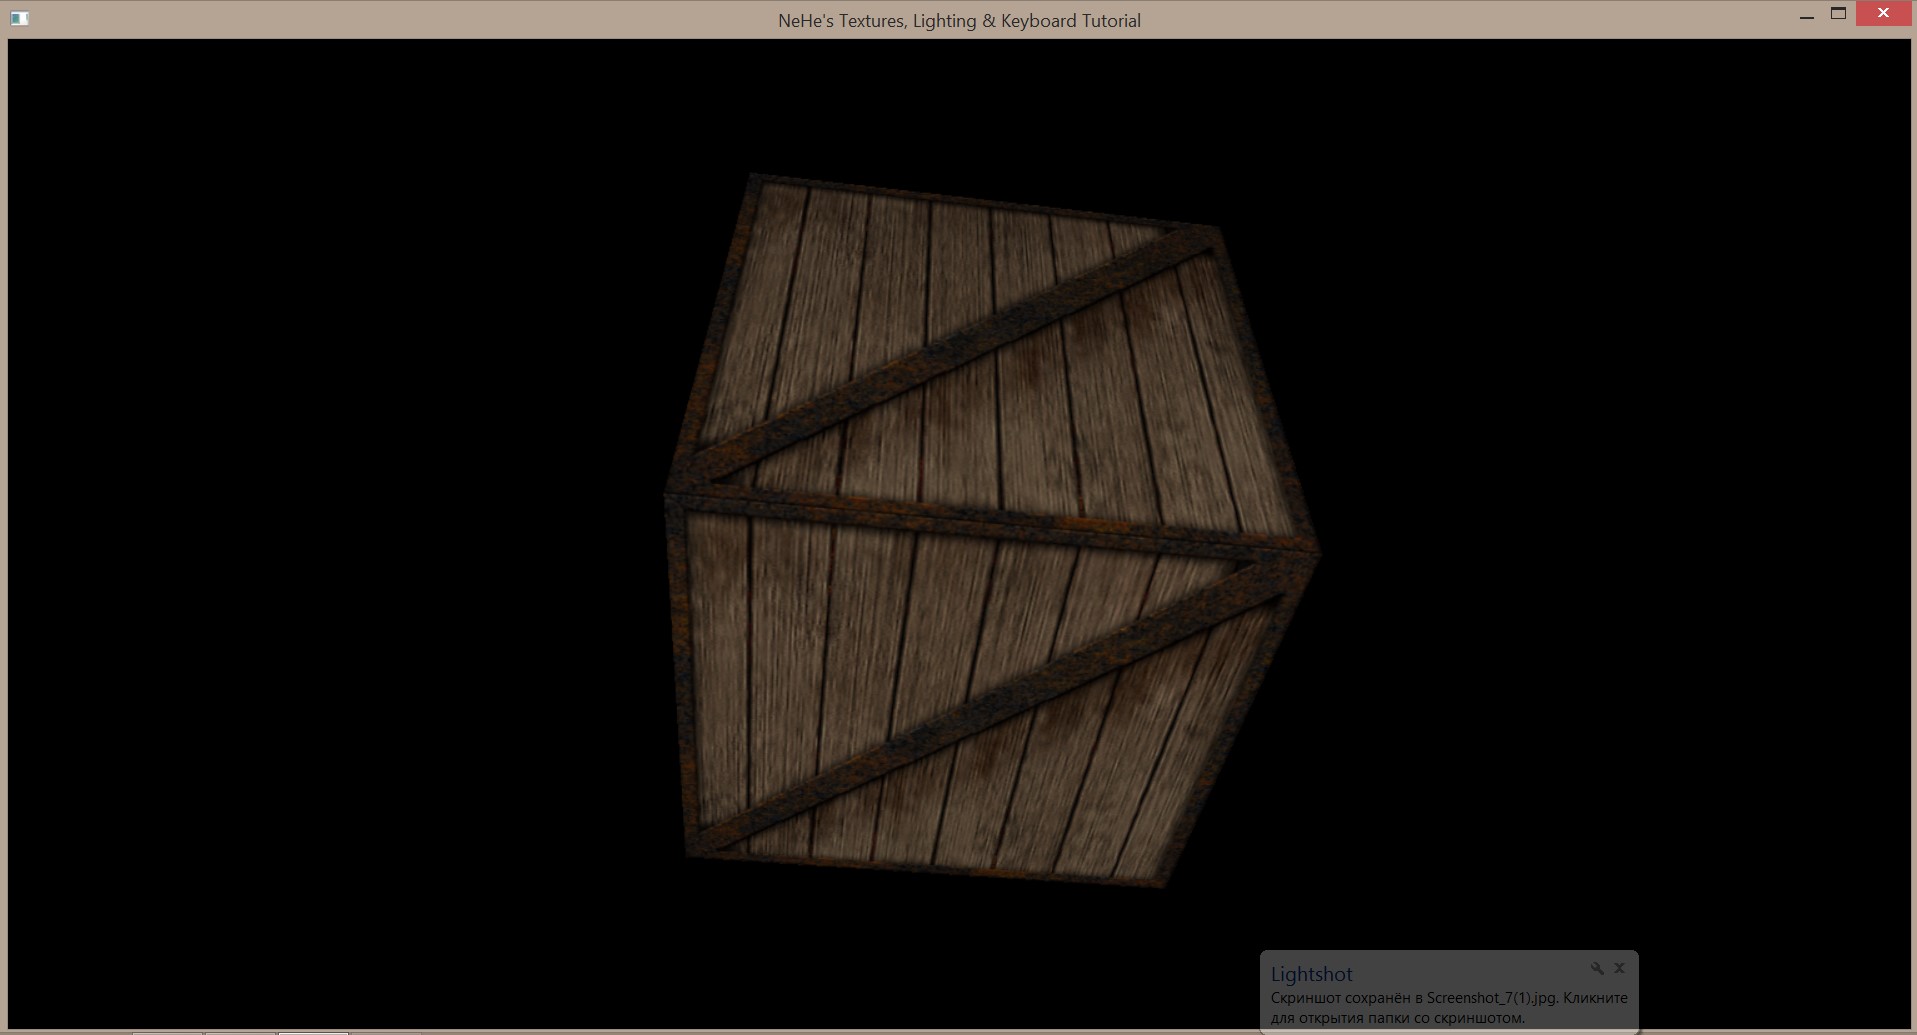 NeHe's Textures, Lighting & Keyboard Tutorial
Lightshot
Скриншот сохранён в Screenshot_7(1).jpg. Кликните
для открытия папки со скриншотом.